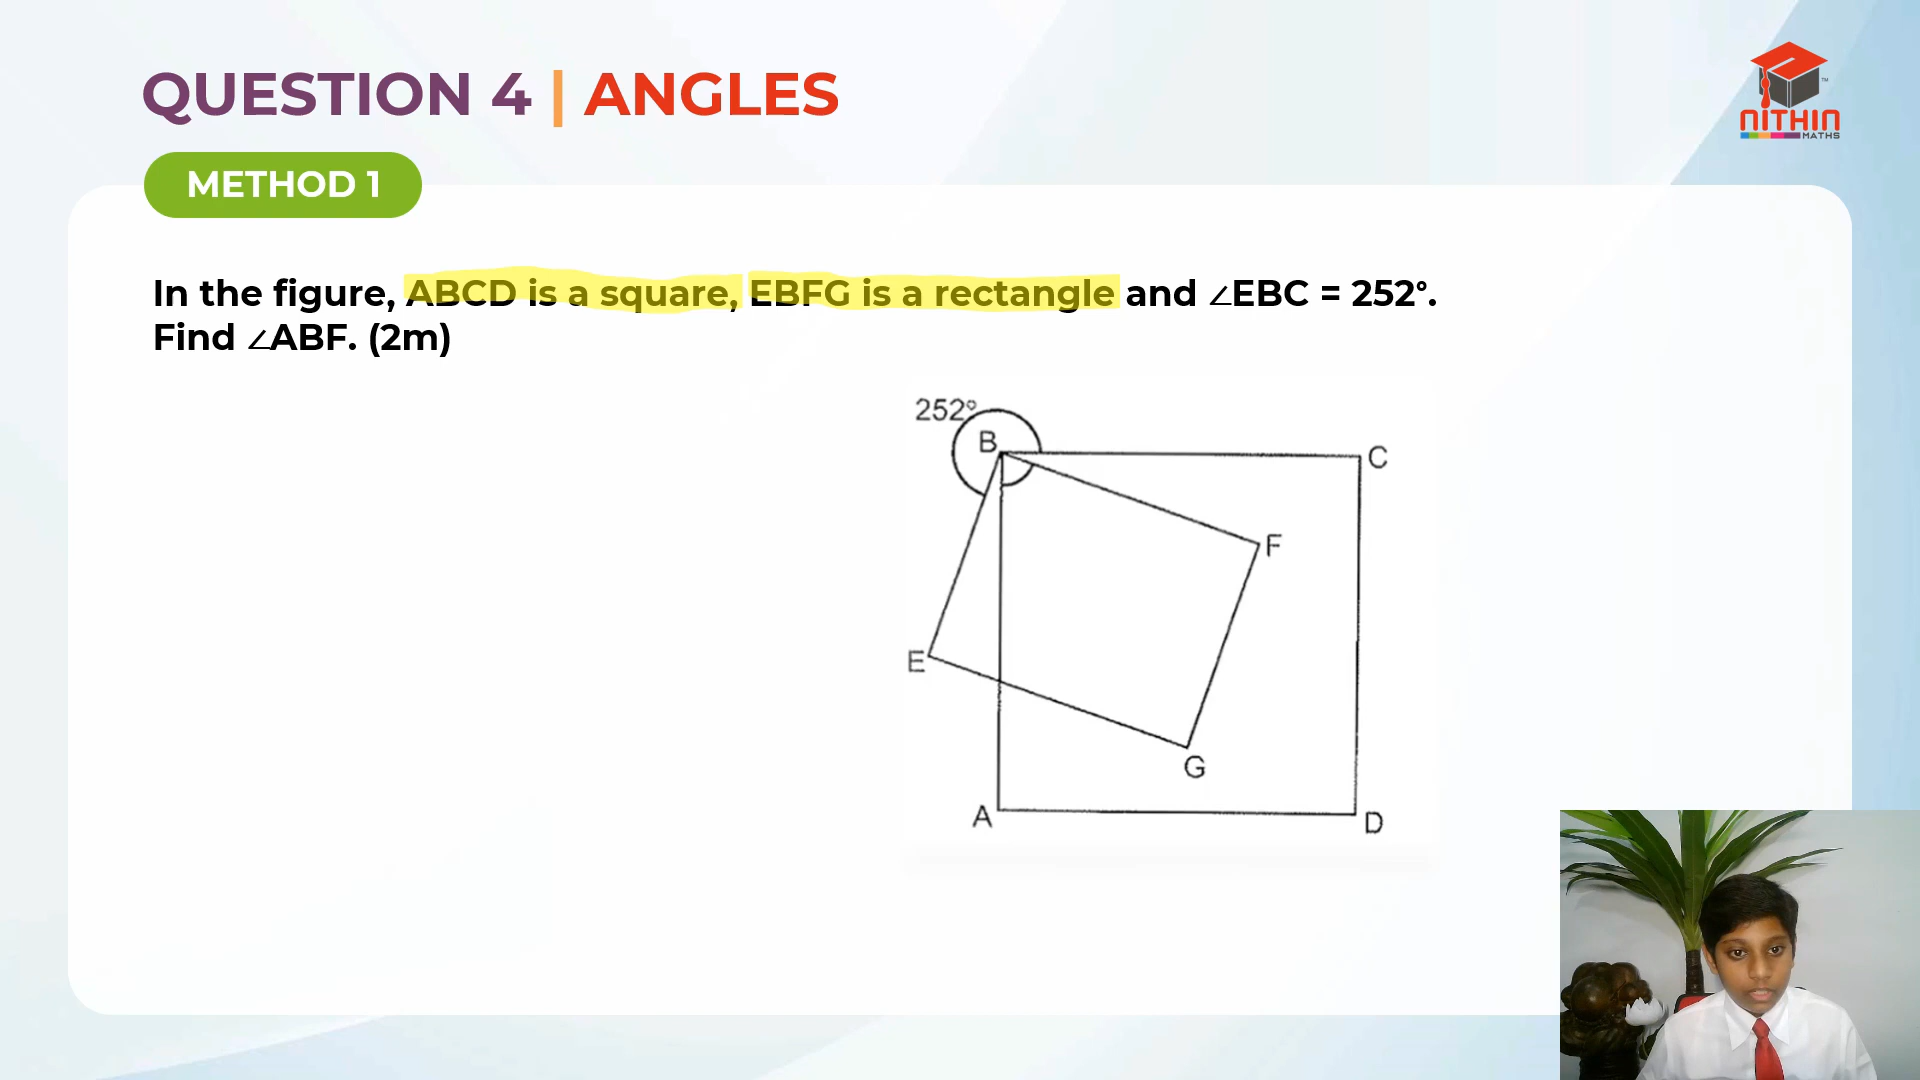 QUESTION 4 | ANGLES
NITHIN
MATHS
TM
METHOD 1
In the figure, ABCD is a square, EBFG is a rectangle and ∠EBC = 252°.
Find ∠ABF. (2m)
252°
B
C
F
E
G
A
D